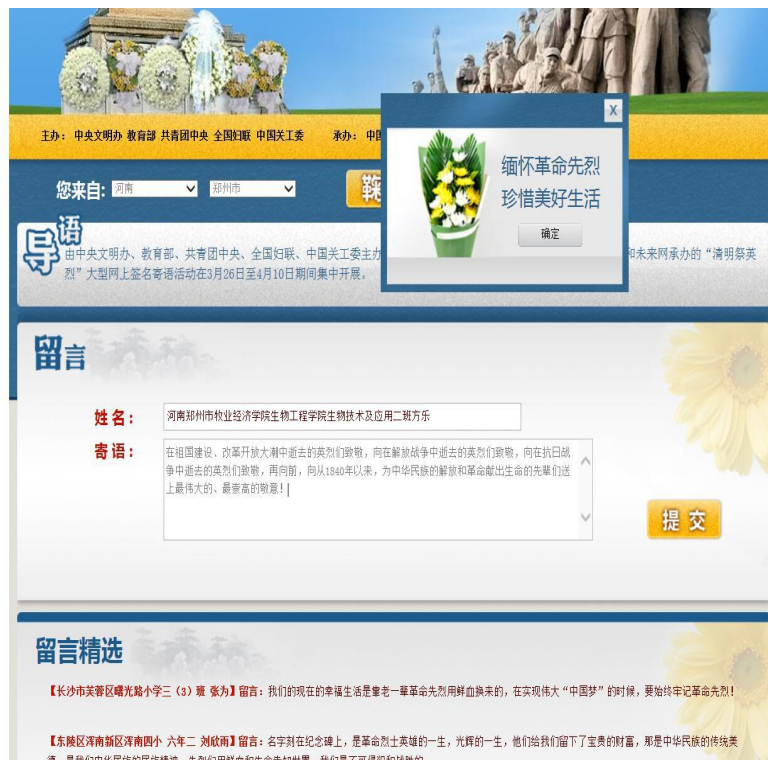 主办: 中央文明办 教育部 共青团中央 全国妇联 中国关工委 承办: 中
X
缅怀革命先烈
珍惜美好生活
确定
您来自: 河南 郑州市 鞠
导语
由中央文明办、教育部、共青团中央、全国妇联、中国关工委主力 和未来网承办的“清明祭英
烈”大型网上签名寄语活动在3月26日至4月10日期间集中开展。
留言
姓名: 河南郑州市牧业经济学院生物工程学院生物技术及应用二班方乐
寄语: 在祖国建设、改革开放大潮中逝去的英烈们致敬,向在解放战争中逝去的英烈们致敬,向在抗日战
争中逝去的英烈们致敬,再向前,向从1840年以来,为中华民族的解放和革命献出生命的先辈们送
上最伟大的、最崇高的敬意!
提交
留言精选
【长沙市芙蓉区曙光路小学三(3)班 张为】留言: 我们的现在的幸福生活是童老一辈革命先烈用鲜血换来的,在实现伟大“中国梦”的时候,要始终牢记革命先烈!
【东陵区浑南新区浑南四小 六年二 刘欣雨】留言: 名字刻在纪念碑上,是革命烈士英雄的一生,光辉的一生,他们给我们留下了宝贵的财富,那是中华民族的传统美